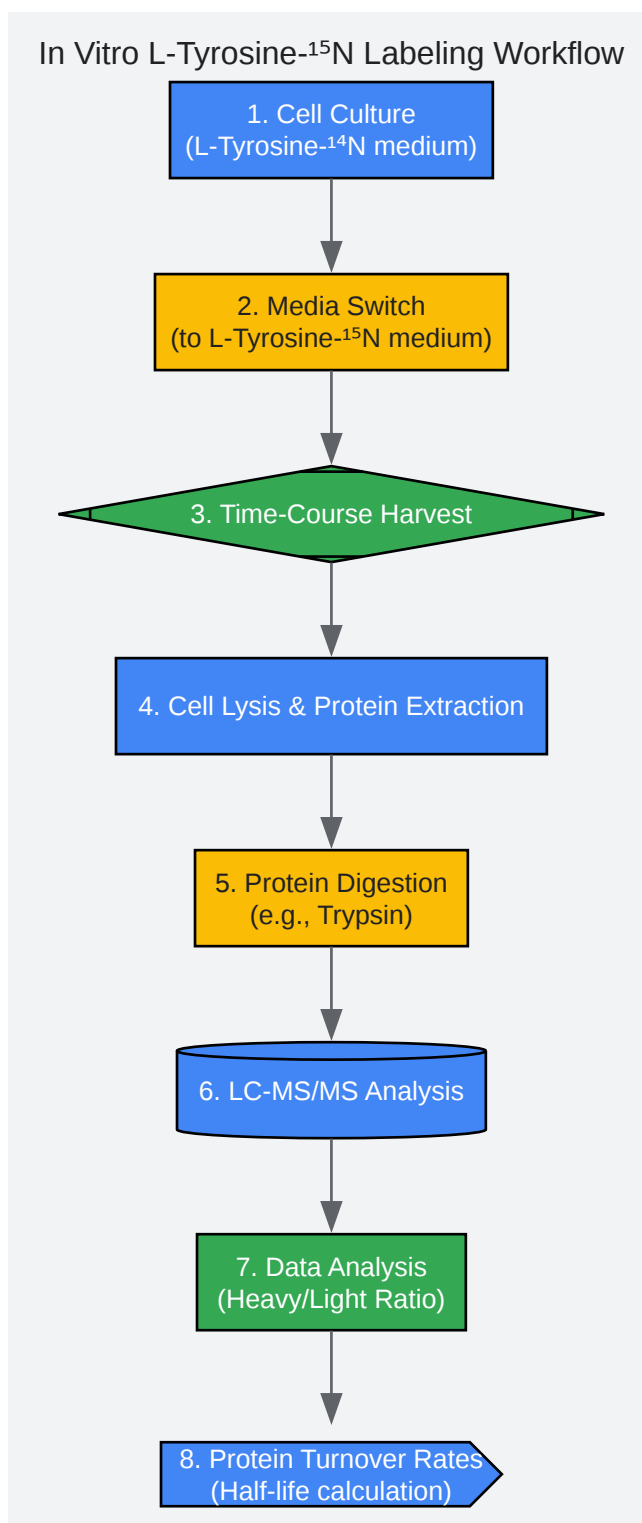 In Vitro L-Tyrosine-¹⁵N Labeling Workflow
1. Cell Culture
(L-Tyrosine-¹⁴N medium)
2. Media Switch
(to L-Tyrosine-¹⁵N medium)
3. Time-Course Harvest
4. Cell Lysis & Protein Extraction
5. Protein Digestion
(e.g., Trypsin)
6. LC-MS/MS Analysis
7. Data Analysis
(Heavy/Light Ratio)
8. Protein Turnover Rates
(Half-life calculation)